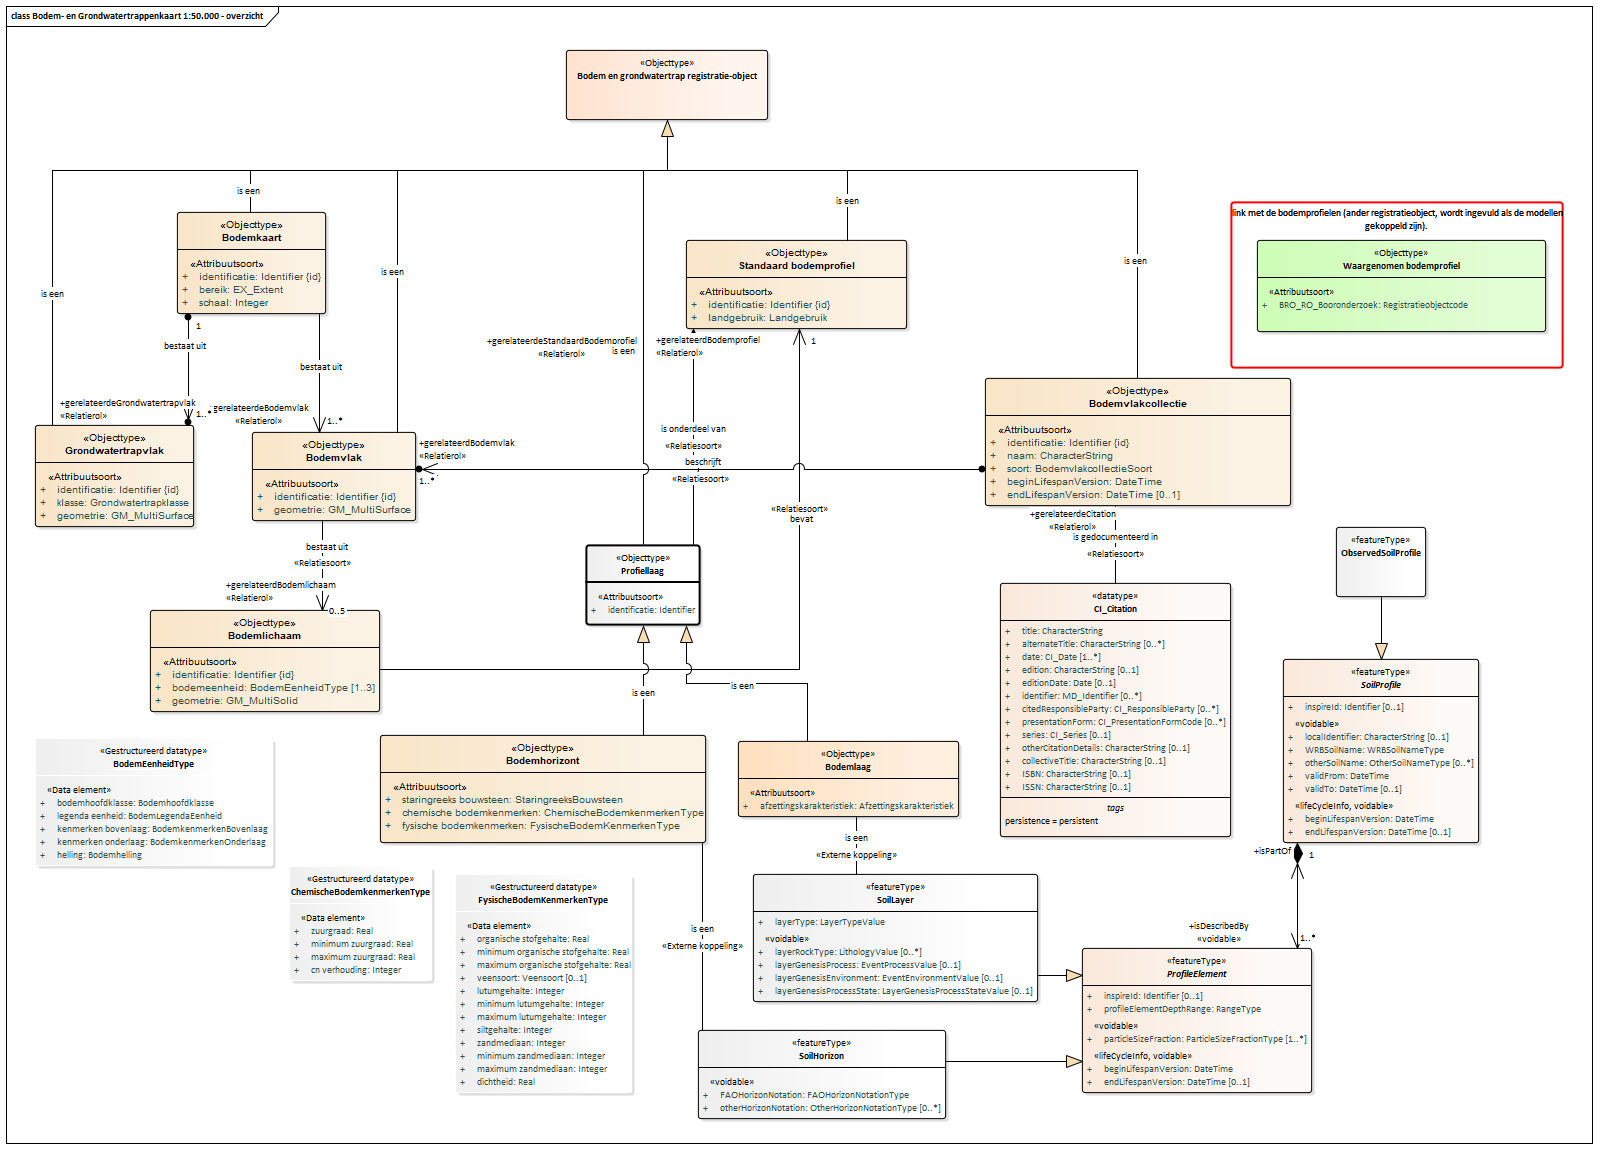 class Bodem- en Grondwatertrappenkaart 1:50.000 - overzicht
«Objecttype»
Bodem en grondwatertrap registratie-object
is een
is een
is een
is een
is een
is een
«Objecttype»
Bodemkaart
«Attribuutsoort»
+ identificatie: Identifier {id}
+ bereik: EX_Extent
+ schaal: Integer
1
bestaat uit
bestaat uit
+gerelateerdeGrondwatertrapvlak
«Relatierol»
1..*
gerelateerdeBodemvlak
«Relatierol»
1..*
«Objecttype»
Grondwatertrapvlak
«Attribuutsoort»
+ identificatie: Identifier {id}
+ klasse: Grondwatertrapklasse
+ geometrie: GM_MultiSurface
«Objecttype»
Bodemvlak
«Attribuutsoort»
+ identificatie: Identifier {id}
+ geometrie: GM_MultiSurface
+gerelateerdBodemvlak
«Relatierol»
1..*
bestaat uit
«Relatiesoort»
+gerelateerdBodemlichaam
«Relatierol»
0..5
«Objecttype»
Bodemlichaam
«Attribuutsoort»
+ identificatie: Identifier {id}
+ bodemeenheid: BodemEenheidType [1..3]
+ geometrie: GM_MultiSolid
«Objecttype»
Standaard bodemprofiel
«Attribuutsoort»
+ identificatie: Identifier {id}
+ landgebruik: Landgebruik
+gerelateerdeStandaardBodemprofiel
«Relatierol»
+gerelateerdBodemprofiel
«Relatierol»
1
is onderdeel van
«Relatiesoort»
beschrijft
«Relatiesoort»
«Relatiesoort»
bevat
link met de bodemprofielen (ander registratieobject, wordt ingevuld als de modellen
gekoppeld zijn).
«Objecttype»
Waargenomen bodemprofiel
«Attribuutsoort»
+ BRO_RO_Booronderzoek: Registratieobjectcode
«Objecttype»
Bodemvlakcollectie
«Attribuutsoort»
+ identificatie: Identifier {id}
+ naam: CharacterString
+ soort: BodemvlakcollectieSoort
+ beginLifespanVersion: DateTime
+ endLifespanVersion: DateTime [0..1]
+gerelateerdeCitation
«Relatierol»
is gedocumenteerd in
«Relatiesoort»
«Objecttype»
Profiellaag
«Attribuutsoort»
+ identificatie: Identifier
is een
is een
«datatype»
CI_Citation
+ title: CharacterString
+ alternateTitle: CharacterString [0..*]
+ date: CI_Date [1..*]
+ edition: CharacterString [0..1]
+ editionDate: Date [0..1]
+ identifier: MD_Identifier [0..*]
+ citedResponsibleParty: CI_ResponsibleParty [0..*]
+ presentationForm: CI_PresentationFormCode [0..*]
+ series: CI_Series [0..1]
+ otherCitationDetails: CharacterString [0..1]
+ collectiveTitle: CharacterString [0..1]
+ ISBN: CharacterString [0..1]
+ ISSN: CharacterString [0..1]
tags
persistence = persistent
«featureType»
ObservedSoilProfile
«featureType»
SoilProfile
+ inspireId: Identifier [0..1]
«voidable»
+ localIdentifier: CharacterString [0..1]
+ WRBSoilName: WRBSoilNameType
+ otherSoilName: OtherSoilNameType [0..*]
+ validFrom: DateTime
+ validTo: DateTime [0..1]
«lifeCycleInfo, voidable»
+ beginLifespanVersion: DateTime
+ endLifespanVersion: DateTime [0..1]
+isPartOf
1
+isDescribedBy
«voidable»
1..*
«featureType»
ProfileElement
+ inspireId: Identifier [0..1]
+ profileElementDepthRange: RangeType
«voidable»
+ particleSizeFraction: ParticleSizeFractionType [1..*]
«lifeCycleInfo, voidable»
+ beginLifespanVersion: DateTime
+ endLifespanVersion: DateTime [0..1]
«Gestructureerd datatype»
BodemEenheidType
«Data element»
+ bodemhoofdklasse: Bodemhoofdklasse
+ legenda eenheid: BodemLegendaEenheid
+ kenmerken bovenlaag: BodemkenmerkenBovenlaag
+ kenmerken onderlaag: BodemkenmerkenOnderlaag
+ helling: Bodemhelling
«Objecttype»
Bodemhorizont
«Attribuutsoort»
+ staringreeks bouwsteen: StaringreeksBouwsteen
+ chemische bodemkenmerken: ChemischeBodemkenmerkenType
+ fysische bodemkenmerken: FysischeBodemKenmerkenType
«Objecttype»
Bodemlaag
«Attribuutsoort»
+ afzettingskarakteristiek: Afzettingskarakteristiek
is een
«Externe koppeling»
is een
«Externe koppeling»
«Gestructureerd datatype»
ChemischeBodemkenmerkenType
«Data element»
+ zuurgraad: Real
+ minimum zuurgraad: Real
+ maximum zuurgraad: Real
+ cn verhouding: Integer
«Gestructureerd datatype»
FysischeBodemKenmerkenType
«Data element»
+ organische stofgehalte: Real
+ minimum organische stofgehalte: Real
+ maximum organische stofgehalte: Real
+ veensoort: Veensoort [0..1]
+ lutumgehalte: Integer
+ minimum lutumgehalte: Integer
+ maximum lutumgehalte: Integer
+ siltgehalte: Integer
+ zandmediaan: Integer
+ minimum zandmediaan: Integer
+ maximum zandmediaan: Integer
+ dichtheid: Real
«featureType»
SoilLayer
+ layerType: LayerTypeValue
«voidable»
+ layerRockType: LithologyValue [0..*]
+ layerGenesisProcess: EventProcessValue [0..1]
+ layerGenesisEnvironment: EventEnvironmentValue [0..1]
+ layerGenesisProcessState: LayerGenesisProcessStateValue [0..1]
«featureType»
SoilHorizon
«voidable»
+ FAOHorizonNotation: FAOHorizonNotationType
+ otherHorizonNotation: OtherHorizonNotationType [0..*]